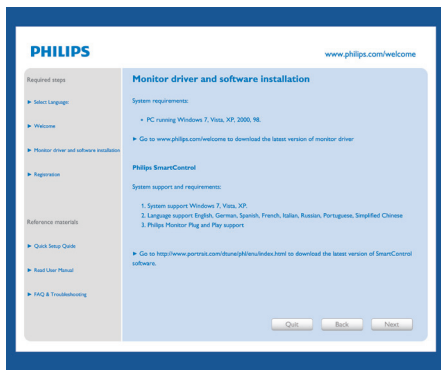 PHILIPS
www.philips.com/welcome
Required steps
► Select Language:
► Welcome
► Monitor driver and software installation
► Registration
Reference materials
► Quick Setup Guide
► Read User Manual
► FAQ & Troubleshooting
Monitor driver and software installation
System requirements:
• PC running Windows 7, Vista, XP, 2000, 98,
► Go to www.philips.com/welcome to download the latest version of monitor driver
Philips SmartControl
System support and requirements:
1. System support Windows 7, Vista, XP.
2. Language support English, German, Spanish, French, Italian, Russian, Portuguese, Simplified Chinese
3. Philips Monitor Plug and Play support
► Go to http://www.portrait.com/dtune/phl/enu/index.html to download the latest version of SmartControl
software.
Quit
Back
Next